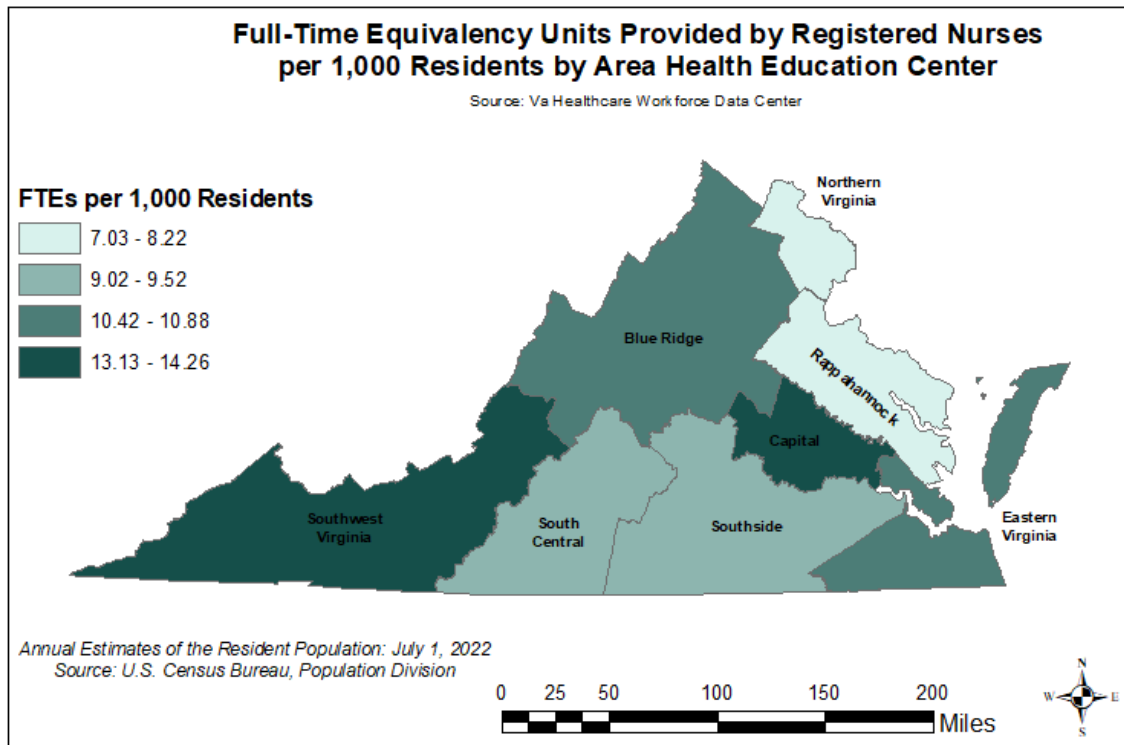 Full-Time Equivalency Units Provided by Registered Nurses
per 1,000 Residents by Area Health Education Center
Source: Va Healthcare Workforce Data Center
FTEs per 1,000 Residents
7.03 - 8.22
9.02 - 9.52
10.42 - 10.88
13.13 - 14.26
Northern
Virginia
Blue Ridge
Rappahannock
Capital
Southwest
Virginia
South
Central
Southside
Eastern
Virginia
Annual Estimates of the Resident Population: July 1, 2022
Source: U.S. Census Bureau, Population Division
0 25 50 100 150 200
Miles
N
W E
S